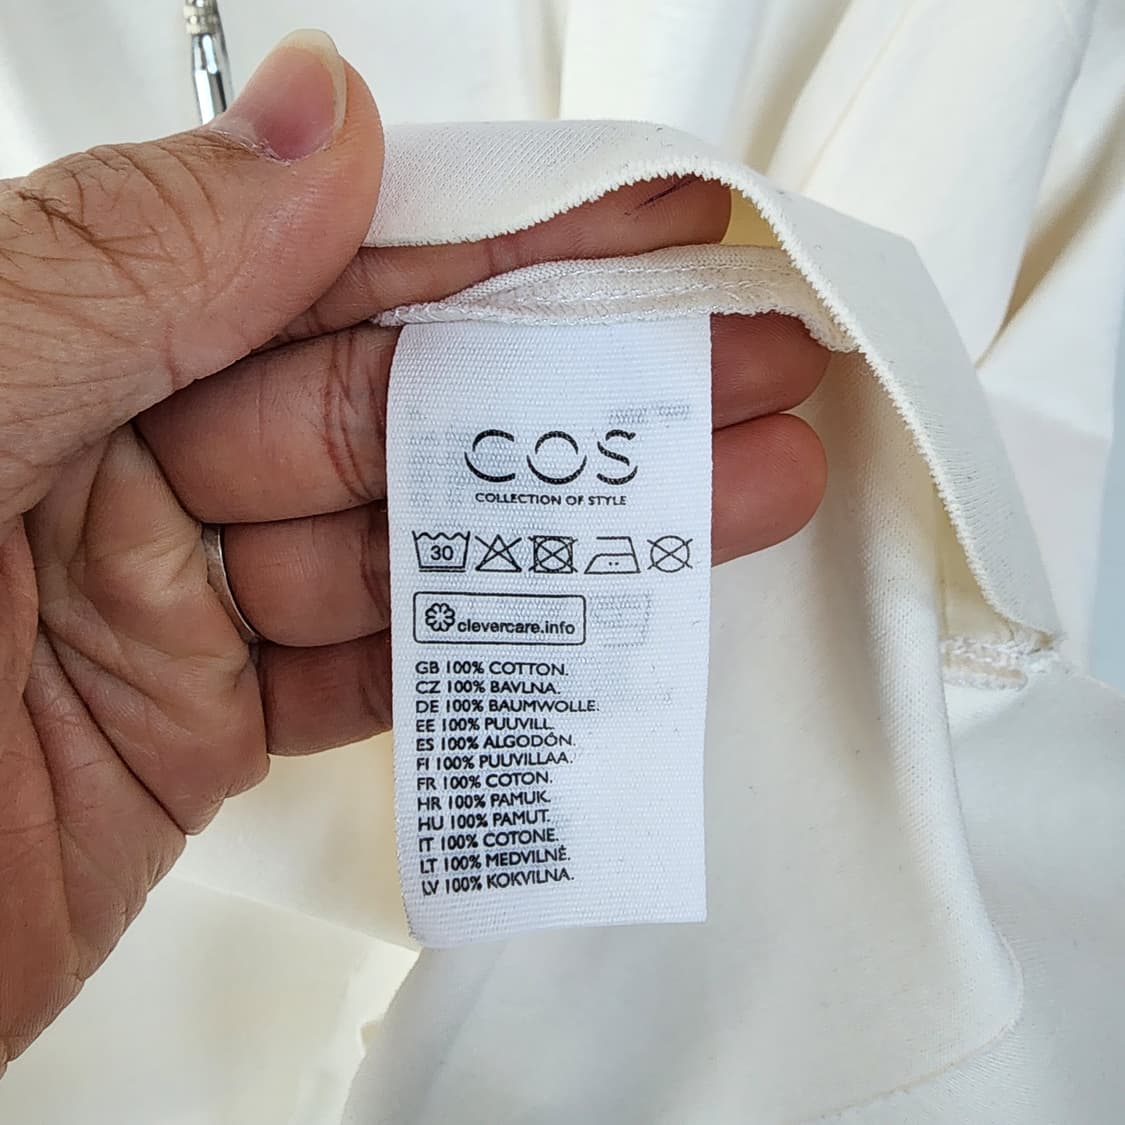 COS
COLLECTION OF STYLE
30
clevercare.info
GB 100% COTTON.
CZ 100% BAVLNA.
DE 100% BAUMWOLLE.
EE 100% PUUVILL.
ES 100% ALGODÓN.
FI 100% PUUVILLAA.
FR 100% COTON.
HR 100% PAMUK.
HU 100% PAMUT.
IT 100% COTONE.
LT 100% MEDVILNĖ.
LV 100% KOKVILNA.